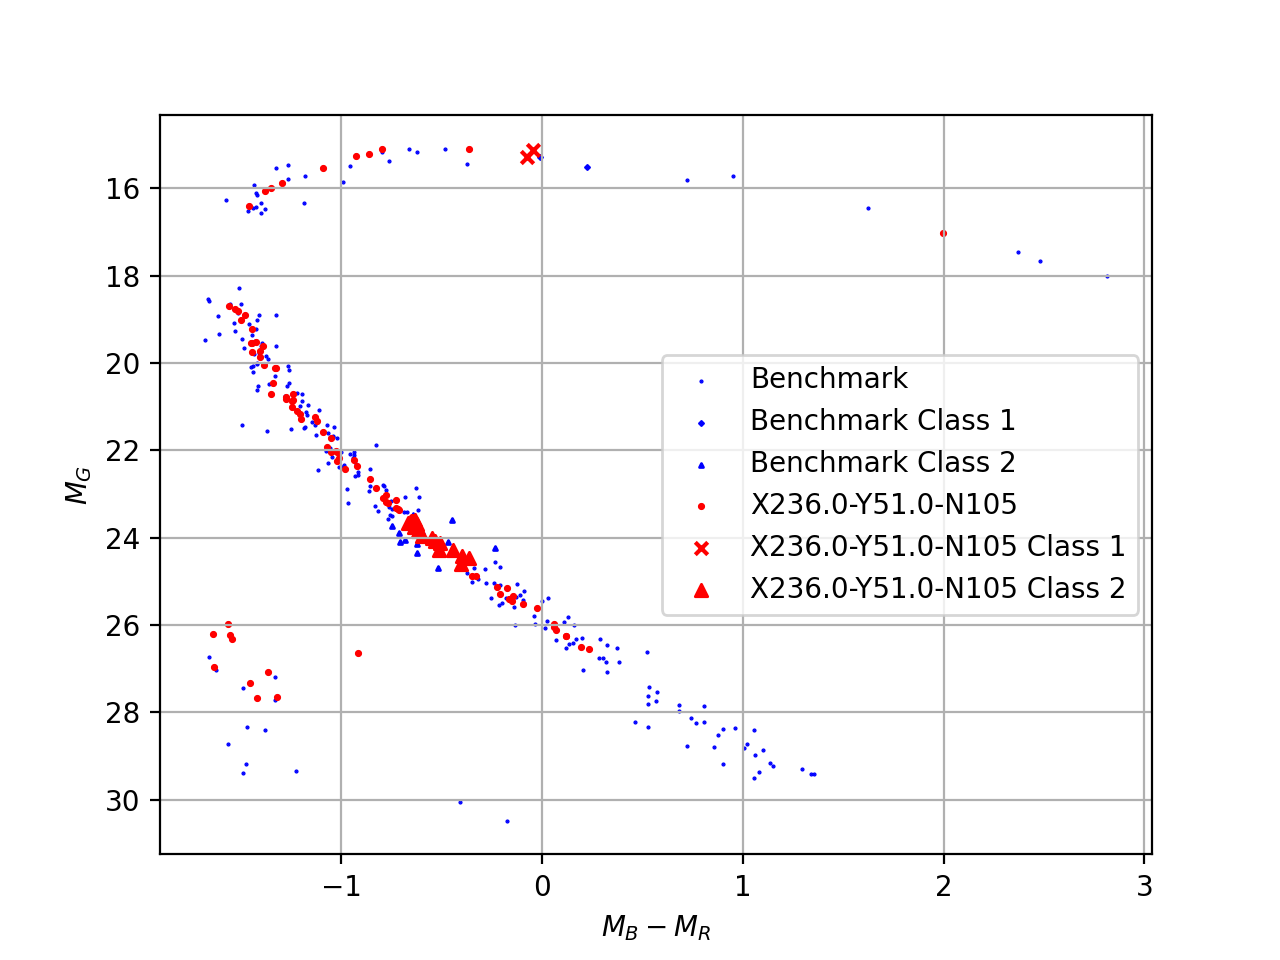 16
18
20
22
24
26
28
30
M_G
−1
0
1
2
3
M_B − M_R
Benchmark
Benchmark Class 1
Benchmark Class 2
X236.0-Y51.0-N105
X236.0-Y51.0-N105 Class 1
X236.0-Y51.0-N105 Class 2